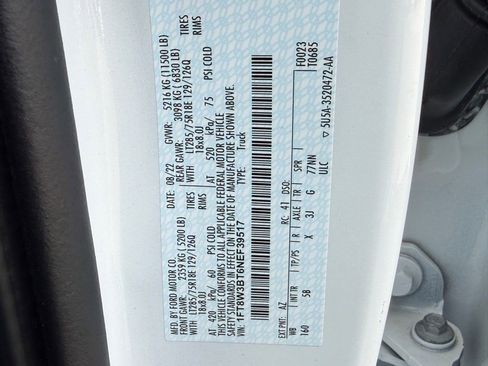 MFD. BY FORD MOTOR CO.
DATE: 08/22 GVWR: 5216 KG (11500 LB)
FRONT GAWR: 2359 KG (5200 LB) REAR GAWR: 3098 KG (6830 LB)
LT285/75R18E 129/126Q TIRES LT285/75R18E 129/126Q TIRES
18x8.0J RIMS 18x8.0J RIMS
AT 420 kPa/ 60 PSI COLD AT 520 kPa/ 75 PSI COLD
THIS VEHICLE CONFORMS TO ALL APPLICABLE FEDERAL MOTOR VEHICLE
SAFETY STANDARDS IN EFFECT ON THE DATE OF MANUFACTURE SHOWN ABOVE.
VIN: 1FT8W3BT6NEF39517 TYPE: Truck
F0023
T0685
EXT PNT: AZ RC: 41 DSO:
WB INT TR TP/PS R AXLE TR SPR
160 5B X 3J G 77NN
ULC
5U5A-3520472-AA